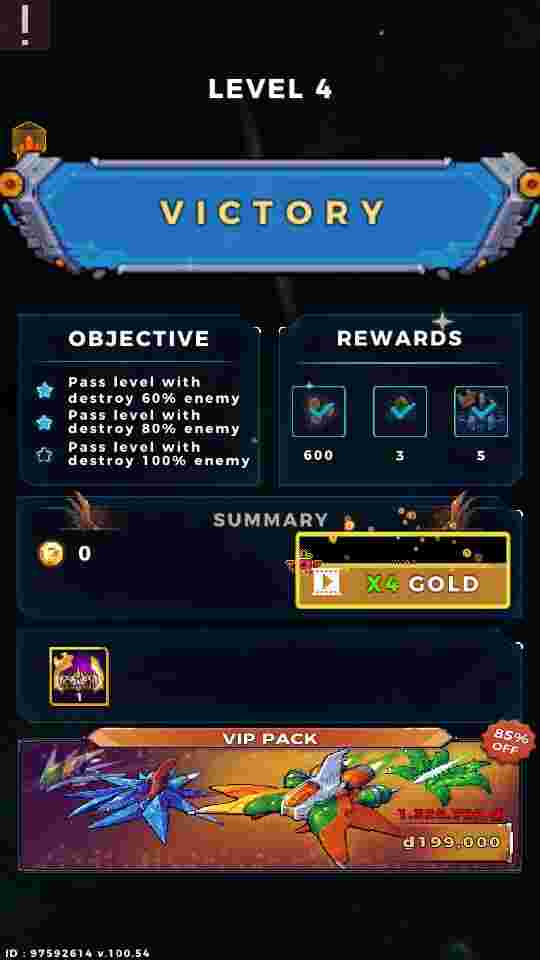 LEVEL 4
VICTORY
OBJECTIVE
Pass level with
destroy 60% enemy
Pass level with
destroy 80% enemy
Pass level with
destroy 100% enemy
REWARDS
600
3
5
SUMMARY
0
X4 GOLD
1
VIP PACK
85%
OFF
đ199,000
ID : 97592614 v.100.54